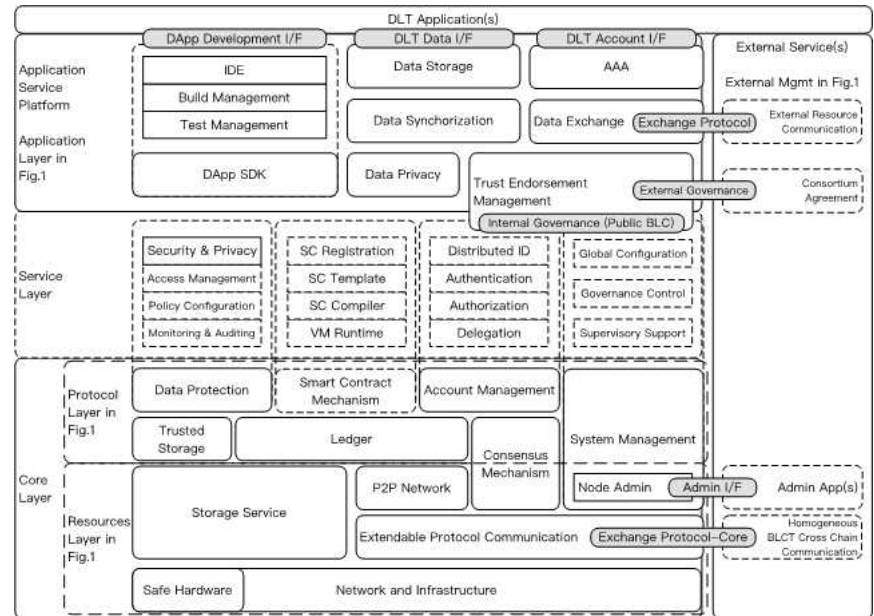 DLT Application(s)
DApp Development I/F
DLT Data I/F
DLT Account I/F
Application
Service
Platform
Application
Layer in
Fig.1
IDE
Build Management
Test Management
DApp SDK
Data Storage
Data Synchorization
Data Privacy
AAA
Data Exchange
Exchange Protocol
Trust Endorsement
Management
External Governance
Internal Governance (Public BLC)
External Service(s)
External Mgmt in Fig.1
External Resource
Communication
Consortium
Agreement
Service
Layer
Security & Privacy
Access Management
Policy Configuration
Monitoring & Auditing
SC Registration
SC Template
SC Compiler
VM Runtime
Distributed ID
Authentication
Authorization
Delegation
Global Configuration
Governance Control
Supervisory Support
Core
Layer
Protocol
Layer in
Fig.1
Data Protection
Smart Contract
Mechanism
Account Management
Trusted
Storage
Ledger
Consensus
Mechanism
System Management
Resources
Layer in
Fig.1
Storage Service
P2P Network
Node Admin
Admin I/F
Admin App(s)
Extendable Protocol Communication
Exchange Protocol-Core
Homogeneous
BLCT Cross Chain
Communication
Safe Hardware
Network and Infrastructure